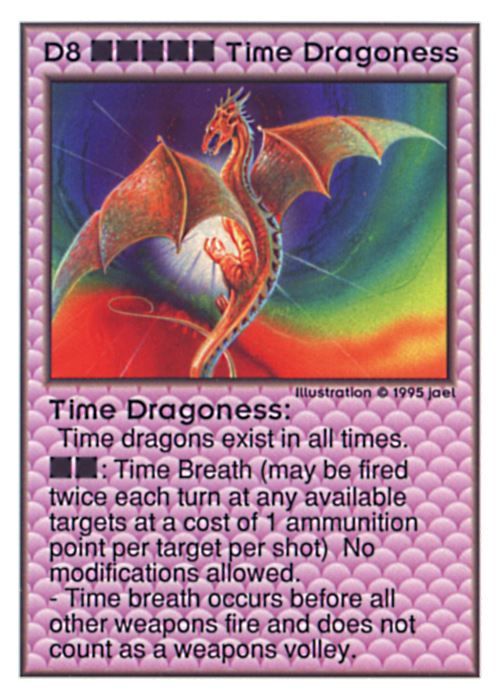 D8 ■■■■■ Time Dragoness
Illustration © 1995 jael
Time Dragoness:
Time dragons exist in all times.
■■: Time Breath (may be fired
twice each turn at any available
targets at a cost of 1 ammunition
point per target per shot)  No
modifications allowed.
- Time breath occurs before all
other weapons fire and does not
count as a weapons volley.